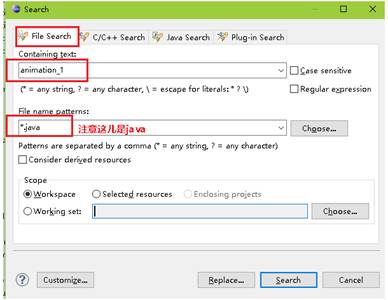 Search
File Search
C/C++ Search
Java Search
Plug-in Search
Containing text:
animation_1
Case sensitive
(* = any string, ? = any character, \ = escape for literals: * ? \)
Regular expression
File name patterns:
*.java
注意这儿是java
Choose...
Patterns are separated by a comma (* = any string, ? = any character)
Consider derived resources
Scope
Workspace
Selected resources
Enclosing projects
Working set:
Choose...
?
Customize...
Replace...
Search
Cancel